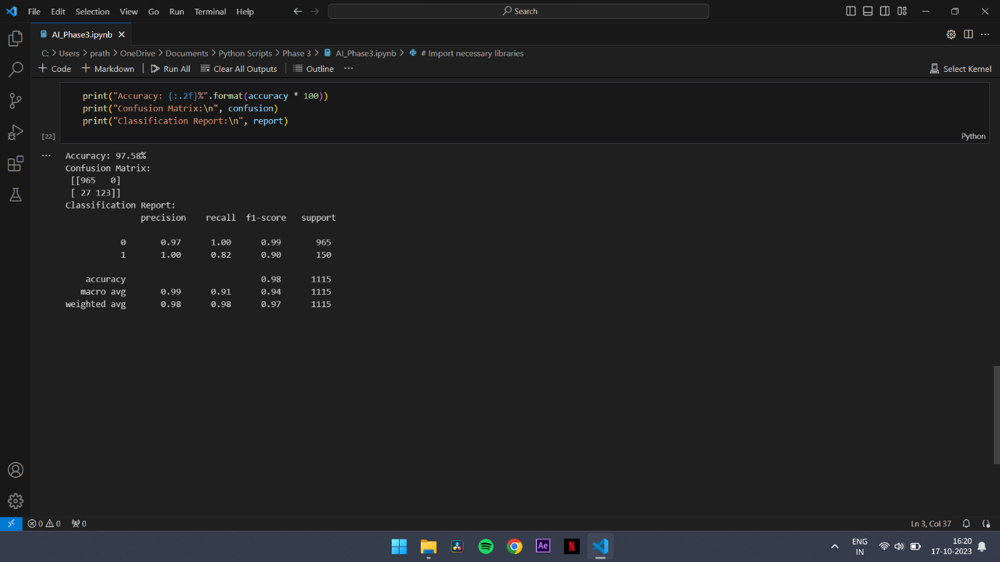 File Edit Selection View Go Run Terminal Help Search
AI_Phase3.ipynb
C: > Users > prath > OneDrive > Documents > Python Scripts > Phase 3 > AI_Phase3.ipynb > # Import necessary libraries
+ Code + Markdown | Run All Clear All Outputs | Outline ... Select Kernel
print("Accuracy: {:.2f}%".format(accuracy * 100))
print("Confusion Matrix:\n", confusion)
print("Classification Report:\n", report)
[22] Python
... Accuracy: 97.58%
Confusion Matrix:
[[965 0]
[ 27 123]]
Classification Report:
precision recall f1-score support
0 0.97 1.00 0.99 965
1 1.00 0.82 0.90 150
accuracy 0.98 1115
macro avg 0.99 0.91 0.94 1115
weighted avg 0.98 0.98 0.97 1115
0 0 0 Ln 3, Col 37
Ae N ENG 16:20
IN 17-10-2023